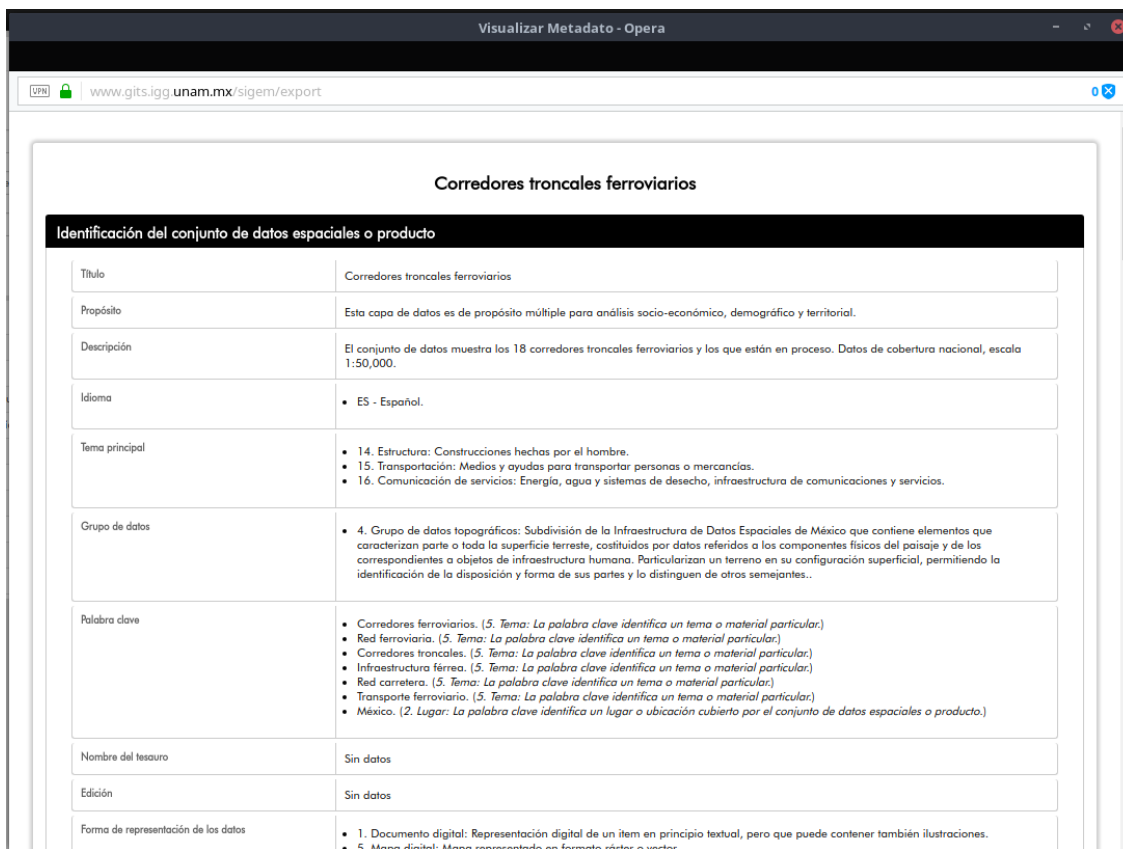 Visualizar Metadato - Opera
VPN www.gits.igg.unam.mx/sigem/export 0
Corredores troncales ferroviarios
Identificación del conjunto de datos espaciales o producto
Título Corredores troncales ferroviarios
Propósito Esta capa de datos es de propósito múltiple para análisis socio-económico, demográfico y territorial.
Descripción El conjunto de datos muestra los 18 corredores troncales ferroviarios y los que están en proceso. Datos de cobertura nacional, escala
1:50,000.
Idioma • ES - Español.
Tema principal • 14. Estructura: Construcciones hechas por el hombre.
• 15. Transportación: Medios y ayudas para transportar personas o mercancías.
• 16. Comunicación de servicios: Energía, agua y sistemas de desecho, infraestructura de comunicaciones y servicios.
Grupo de datos • 4. Grupo de datos topográficos: Subdivisión de la Infraestructura de Datos Espaciales de México que contiene elementos que
caracterizan parte o toda la superficie terreste, costituidos por datos referidos a los componentes físicos del paisaje y de los
correspondientes a objetos de infraestructura humana. Particularizan un terreno en su configuración superficial, permitiendo la
identificación de la disposición y forma de sus partes y lo distinguen de otros semejantes..
Palabra clave • Corredores ferroviarios. (5. Tema: La palabra clave identifica un tema o material particular.)
• Red ferroviaria. (5. Tema: La palabra clave identifica un tema o material particular.)
• Corredores troncales. (5. Tema: La palabra clave identifica un tema o material particular.)
• Infraestructura férrea. (5. Tema: La palabra clave identifica un tema o material particular.)
• Red carretera. (5. Tema: La palabra clave identifica un tema o material particular.)
• Transporte ferroviario. (5. Tema: La palabra clave identifica un tema o material particular.)
• México. (2. Lugar: La palabra clave identifica un lugar o ubicación cubierto por el conjunto de datos espaciales o producto.)
Nombre del tesauro Sin datos
Edición Sin datos
Forma de representación de los datos • 1. Documento digital: Representación digital de un item en principio textual, pero que puede contener también ilustraciones.
• 5. Mapa digital: Mapa representado en formato ráster o vector